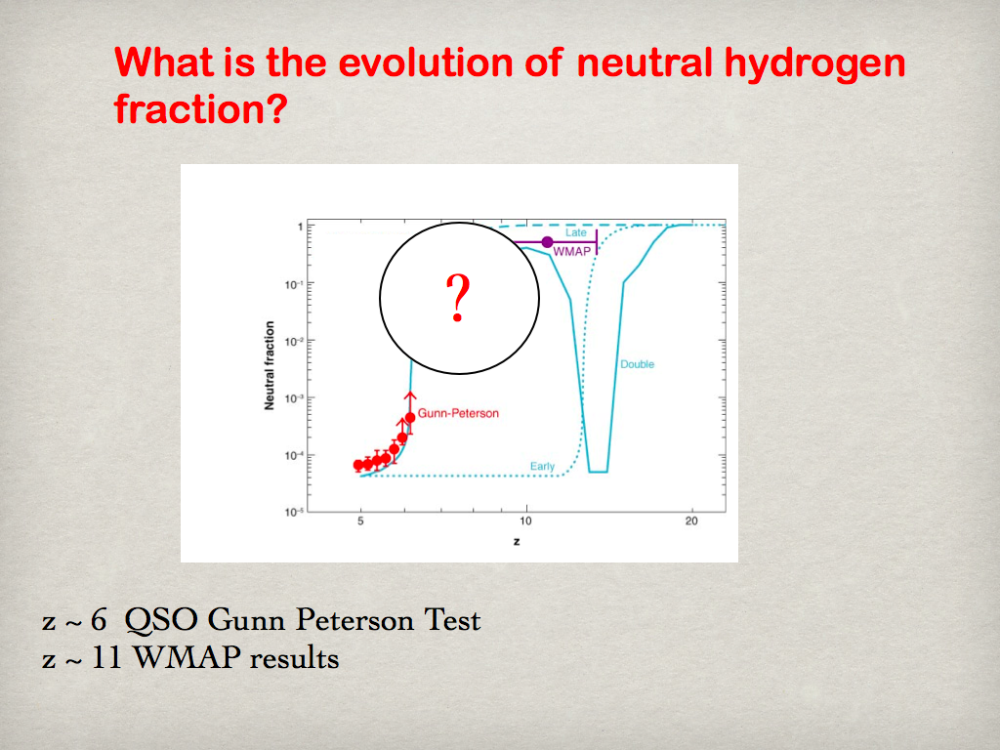 What is the evolution of neutral hydrogen
fraction?
1
Late
WMAP
10⁻¹
?
10⁻²
Neutral fraction
Double
10⁻³
Gunn-Peterson
10⁻⁴
Early
10⁻⁵
5
10
20
z
z ~ 6 QSO Gunn Peterson Test
z ~ 11 WMAP results